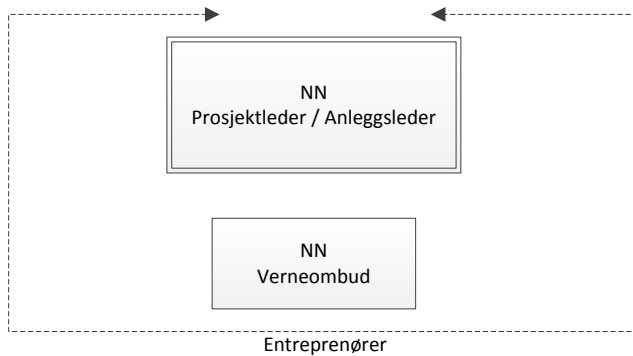 NN
Prosjektleder / Anleggsleder
NN
Verneombud
Entreprenører